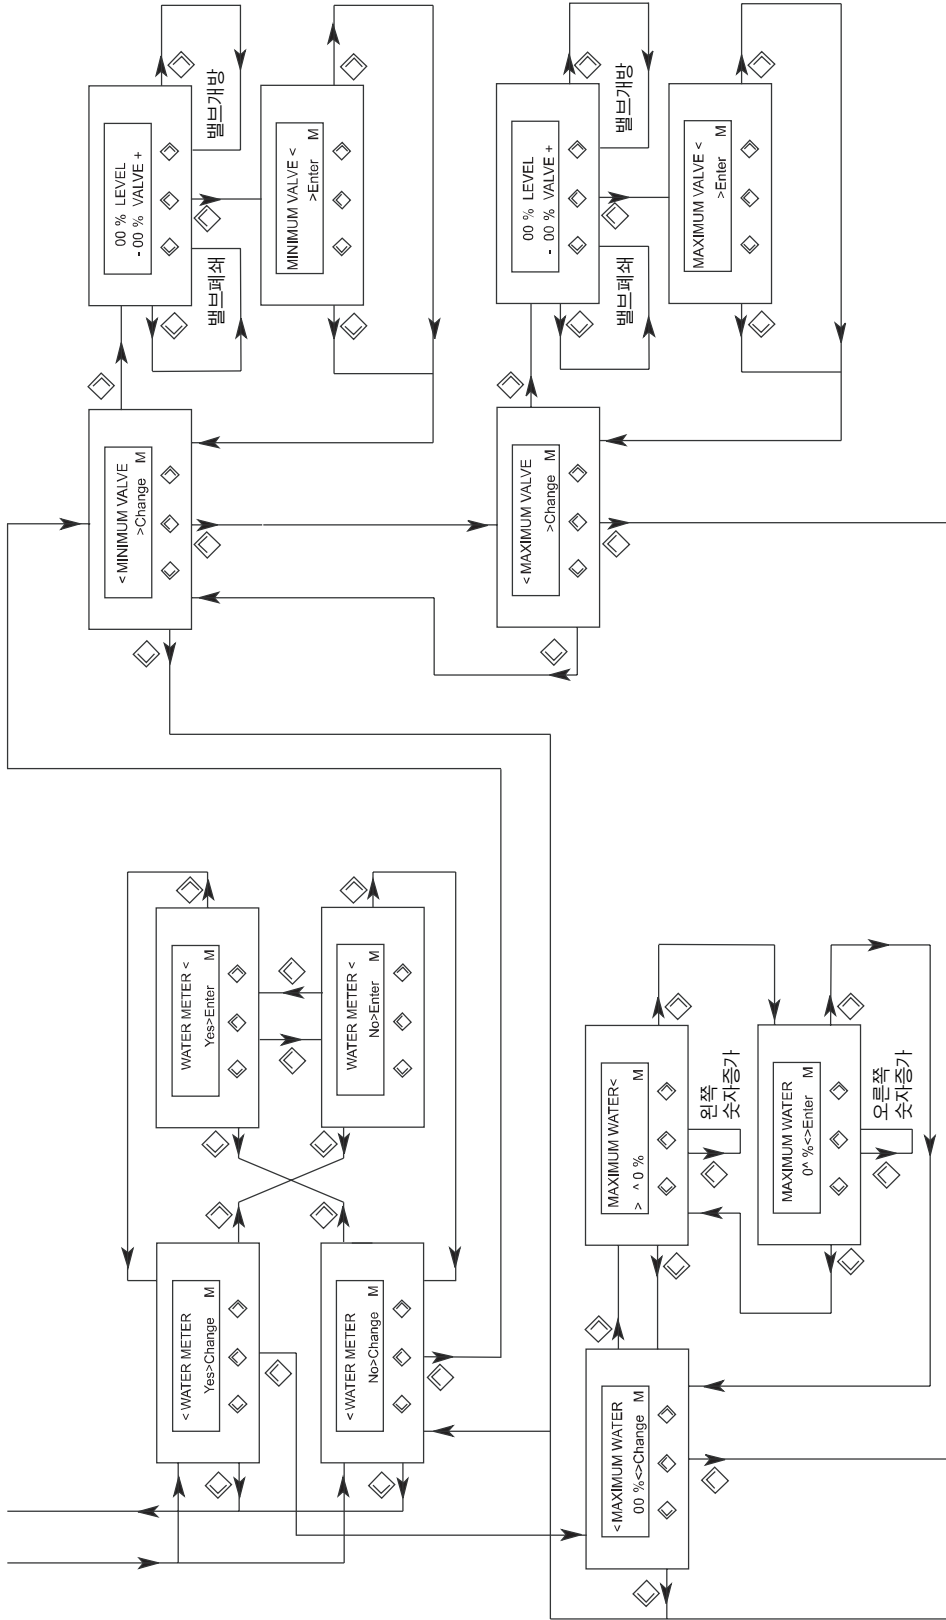 < WATER METER
Yes>Change M
WATER METER <
Yes>Enter M
< MINIMUM VALVE
>Change M
00 % LEVEL
- 00 % VALVE +
밸브폐쇄
밸브개방
< WATER METER
No>Change M
WATER METER <
No>Enter M
MINIMUM VALVE <
>Enter M
< MAXIMUM VALVE
>Change M
00 % LEVEL
- 00 % VALVE +
밸브폐쇄
밸브개방
<MAXIMUM WATER
00 %<>Change M
MAXIMUM WATER<
> ^ 0 % M
왼쪽
숫자증가
MAXIMUM VALVE <
>Enter M
MAXIMUM WATER
0^ %<>Enter M
오른쪽
숫자증가